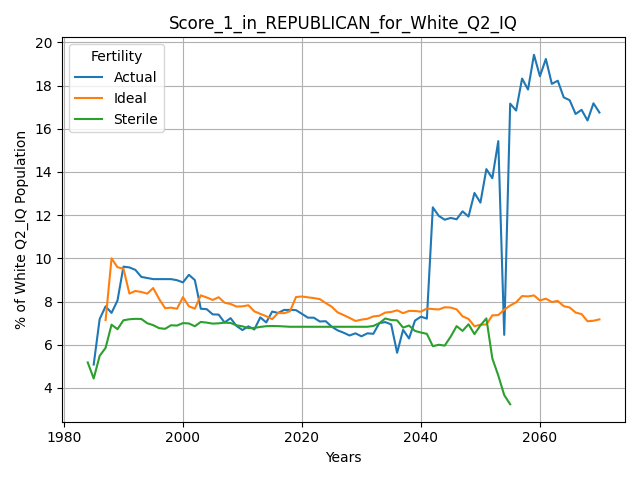 Score_1_in_REPUBLICAN_for_White_Q2_IQ
Fertility
Actual
Ideal
Sterile
% of White Q2_IQ Population
20
18
16
14
12
10
8
6
4
1980
2000
2020
2040
2060
Years